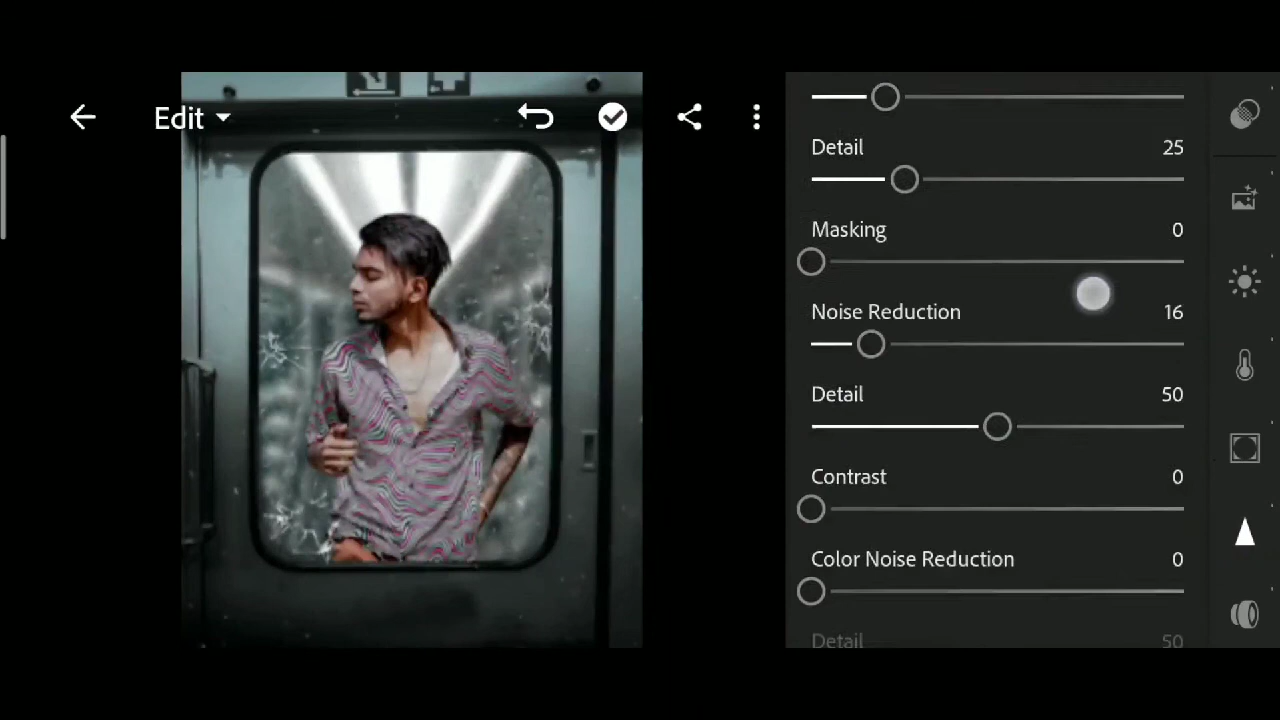 Edit
Detail 25
Masking 0
Noise Reduction 16
Detail 50
Contrast 0
Color Noise Reduction 0
Detail 50